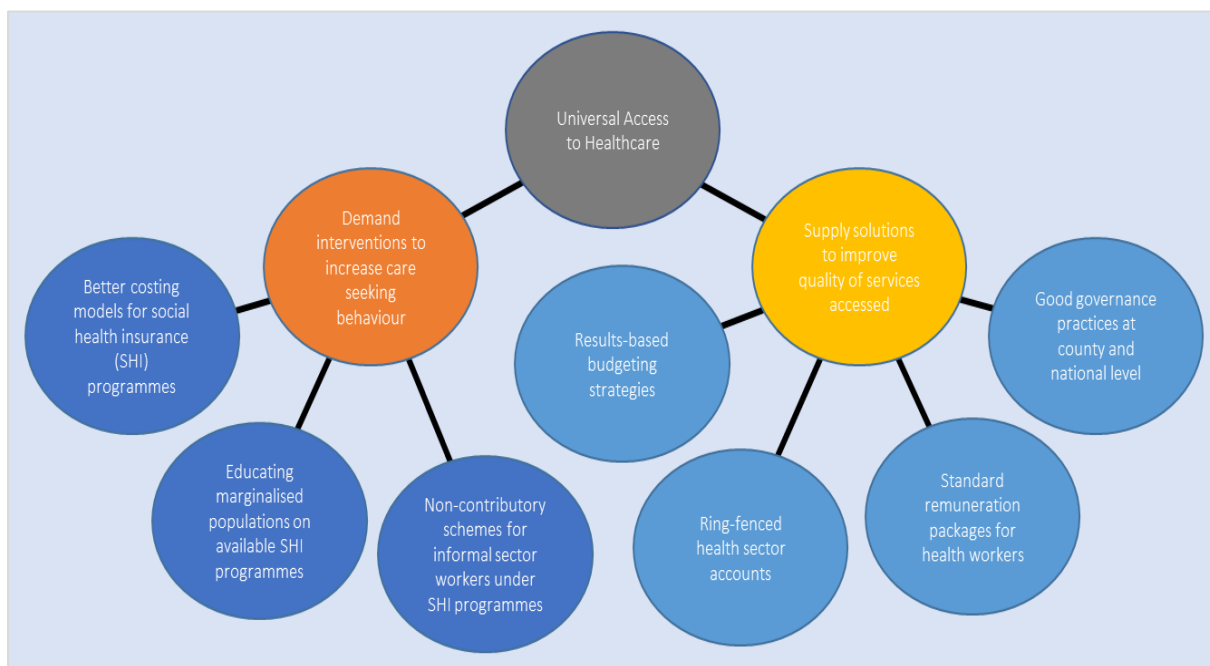 Universal Access
to Healthcare
Demand
interventions to
increase care
seeking
behaviour
Supply solutions
to improve
quality of services
accessed
Better costing
models for social
health insurance
(SHI)
programmes
Educating
marginalised
populations on
available SHI
programmes
Non-contributory
schemes for
informal sector
workers under
SHI programmes
Results-based
budgeting
strategies
Ring-fenced
health sector
accounts
Standard
remuneration
packages for
health workers
Good governance
practices at
county and
national level